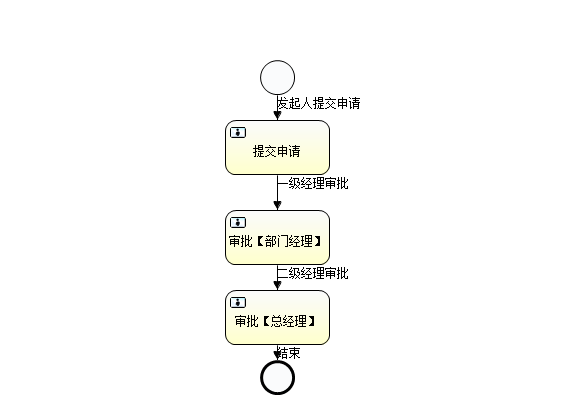 发起人提交申请
提交申请
一级经理审批
审批【部门经理】
二级经理审批
审批【总经理】
结束